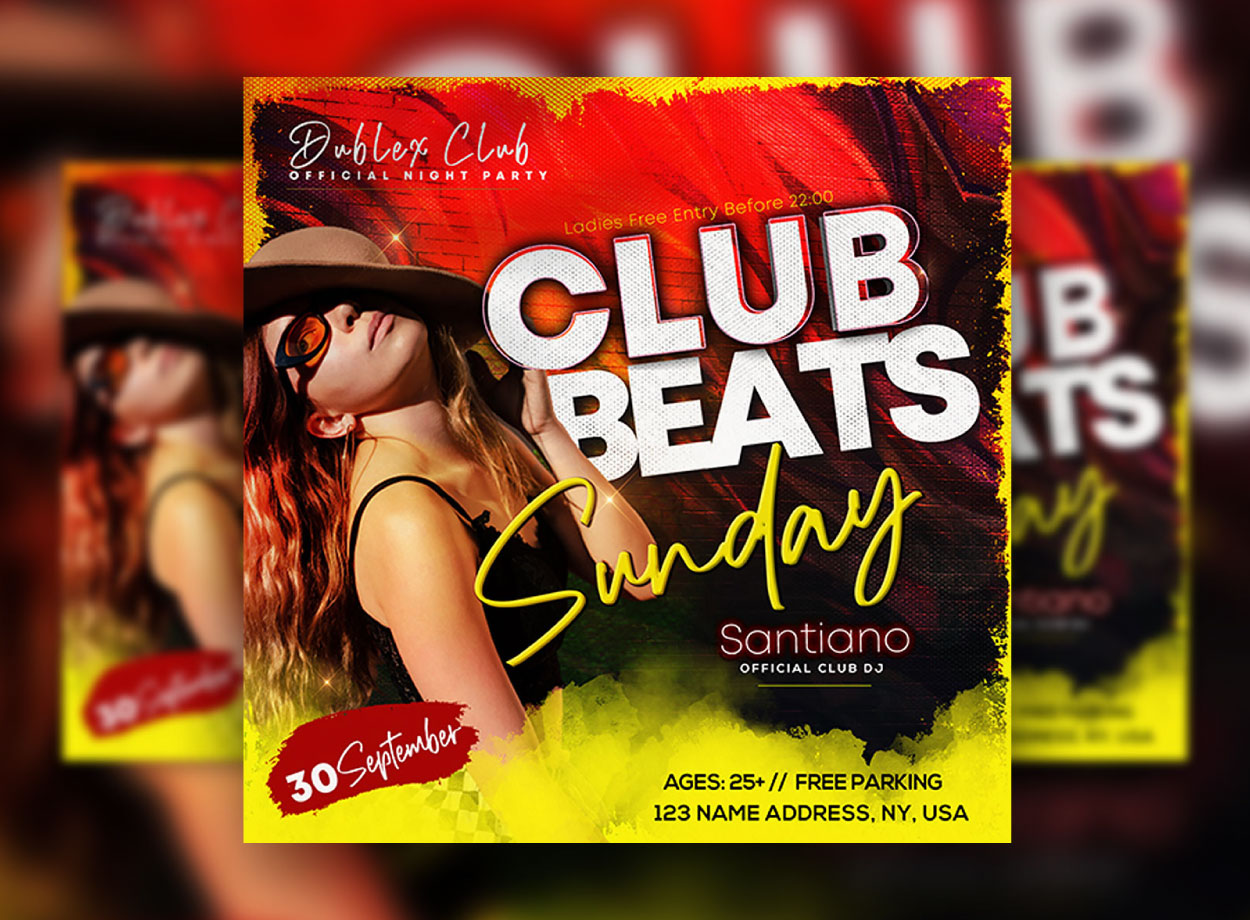 Dublex Club
OFFICIAL NIGHT PARTY
Ladies Free Entry Before 22:00
CLUB
BEATS
Sunday
Santiano
OFFICIAL CLUB DJ
30 September
AGES: 25+ // FREE PARKING
123 NAME ADDRESS, NY, USA